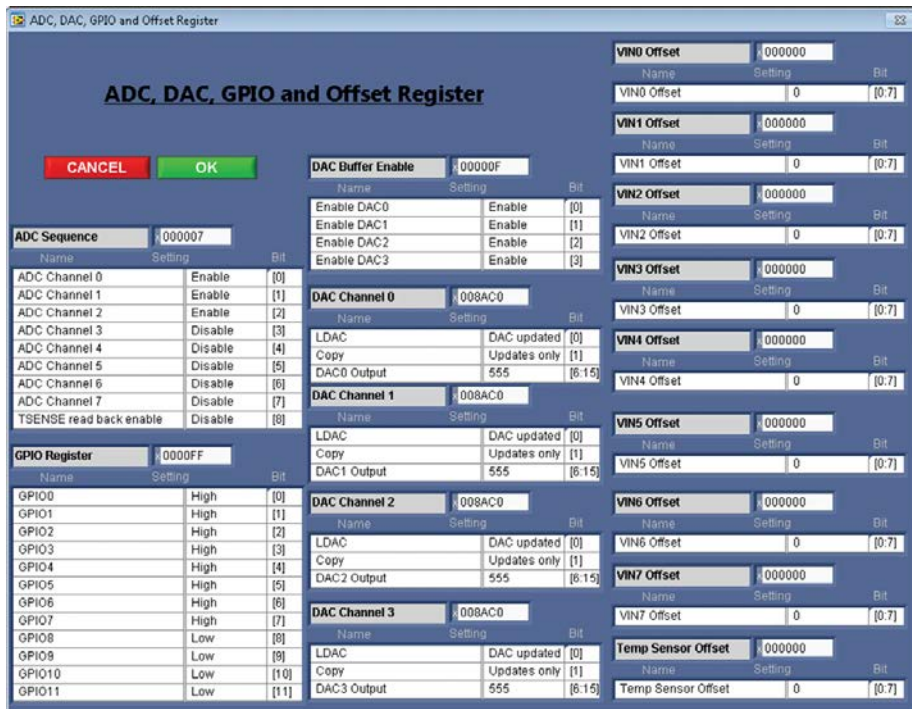 ADC, DAC, GPIO and Offset Register
ADC, DAC, GPIO and Offset Register
CANCEL OK
ADC Sequence x 000007
Name Setting Bit
ADC Channel 0 Enable [0]
ADC Channel 1 Enable [1]
ADC Channel 2 Enable [2]
ADC Channel 3 Disable [3]
ADC Channel 4 Disable [4]
ADC Channel 5 Disable [5]
ADC Channel 6 Disable [6]
ADC Channel 7 Disable [7]
TSENSE read back enable Disable [8]
GPIO Register x 0000FF
Name Setting Bit
GPIO0 High [0]
GPIO1 High [1]
GPIO2 High [2]
GPIO3 High [3]
GPIO4 High [4]
GPIO5 High [5]
GPIO6 High [6]
GPIO7 High [7]
GPIO8 Low [8]
GPIO9 Low [9]
GPIO10 Low [10]
GPIO11 Low [11]
DAC Buffer Enable x 00000F
Name Setting Bit
Enable DAC0 Enable [0]
Enable DAC1 Enable [1]
Enable DAC2 Enable [2]
Enable DAC3 Enable [3]
DAC Channel 0 x 008AC0
Name Setting Bit
LDAC DAC updated [0]
Copy Updates only [1]
DAC0 Output 555 [6:15]
DAC Channel 1 x 008AC0
Name Setting Bit
LDAC DAC updated [0]
Copy Updates only [1]
DAC1 Output 555 [6:15]
DAC Channel 2 x 008AC0
Name Setting Bit
LDAC DAC updated [0]
Copy Updates only [1]
DAC2 Output 555 [6:15]
DAC Channel 3 x 008AC0
Name Setting Bit
LDAC DAC updated [0]
Copy Updates only [1]
DAC3 Output 555 [6:15]
VIN0 Offset x 000000
Name Setting Bit
VIN0 Offset 0 [0:7]
VIN1 Offset x 000000
Name Setting Bit
VIN1 Offset 0 [0:7]
VIN2 Offset x 000000
Name Setting Bit
VIN2 Offset 0 [0:7]
VIN3 Offset x 000000
Name Setting Bit
VIN3 Offset 0 [0:7]
VIN4 Offset x 000000
Name Setting Bit
VIN4 Offset 0 [0:7]
VIN5 Offset x 000000
Name Setting Bit
VIN5 Offset 0 [0:7]
VIN6 Offset x 000000
Name Setting Bit
VIN6 Offset 0 [0:7]
VIN7 Offset x 000000
Name Setting Bit
VIN7 Offset 0 [0:7]
Temp Sensor Offset x 000000
Name Setting Bit
Temp Sensor Offset 0 [0:7]